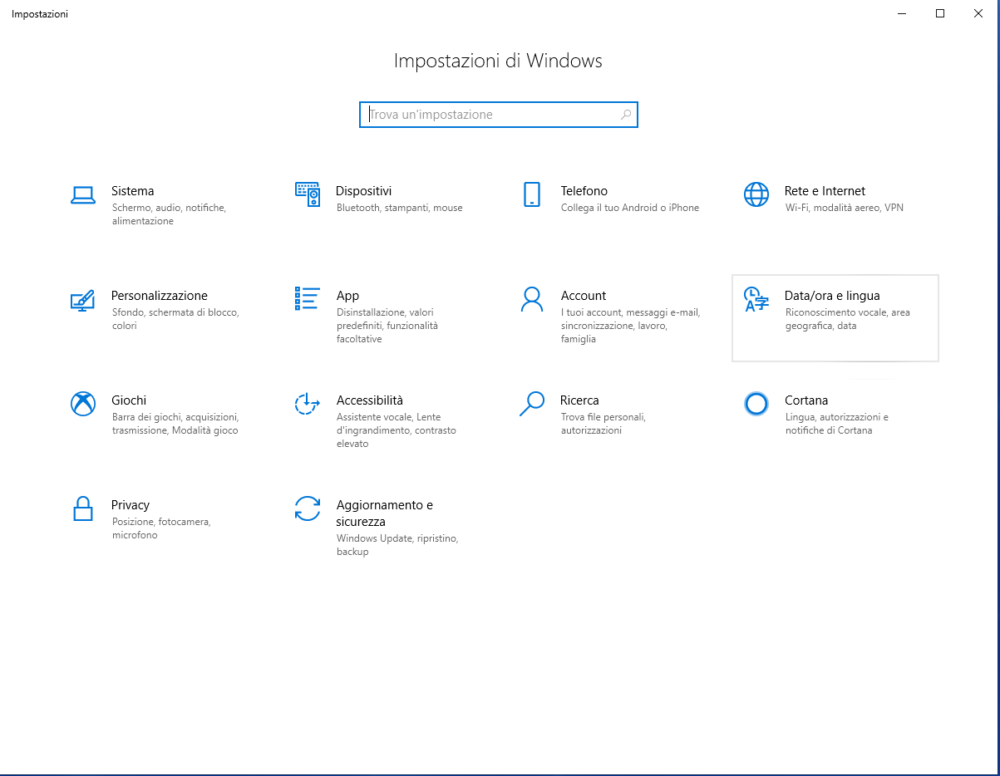 Impostazioni
Impostazioni di Windows
Trova un'impostazione
Sistema
Schermo, audio, notifiche,
alimentazione
Dispositivi
Bluetooth, stampanti, mouse
Telefono
Collega il tuo Android o iPhone
Rete e Internet
Wi-Fi, modalità aereo, VPN
Personalizzazione
Sfondo, schermata di blocco,
colori
App
Disinstallazione, valori
predefiniti, funzionalità
facoltative
Account
I tuoi account, messaggi e-mail,
sincronizzazione, lavoro,
famiglia
Data/ora e lingua
Riconoscimento vocale, area
geografica, data
Giochi
Barra dei giochi, acquisizioni,
trasmissione, Modalità gioco
Accessibilità
Assistente vocale, Lente
d'ingrandimento, contrasto
elevato
Ricerca
Trova file personali,
autorizzazioni
Cortana
Lingua, autorizzazioni e
notifiche di Cortana
Privacy
Posizione, fotocamera,
microfono
Aggiornamento e
sicurezza
Windows Update, ripristino,
backup